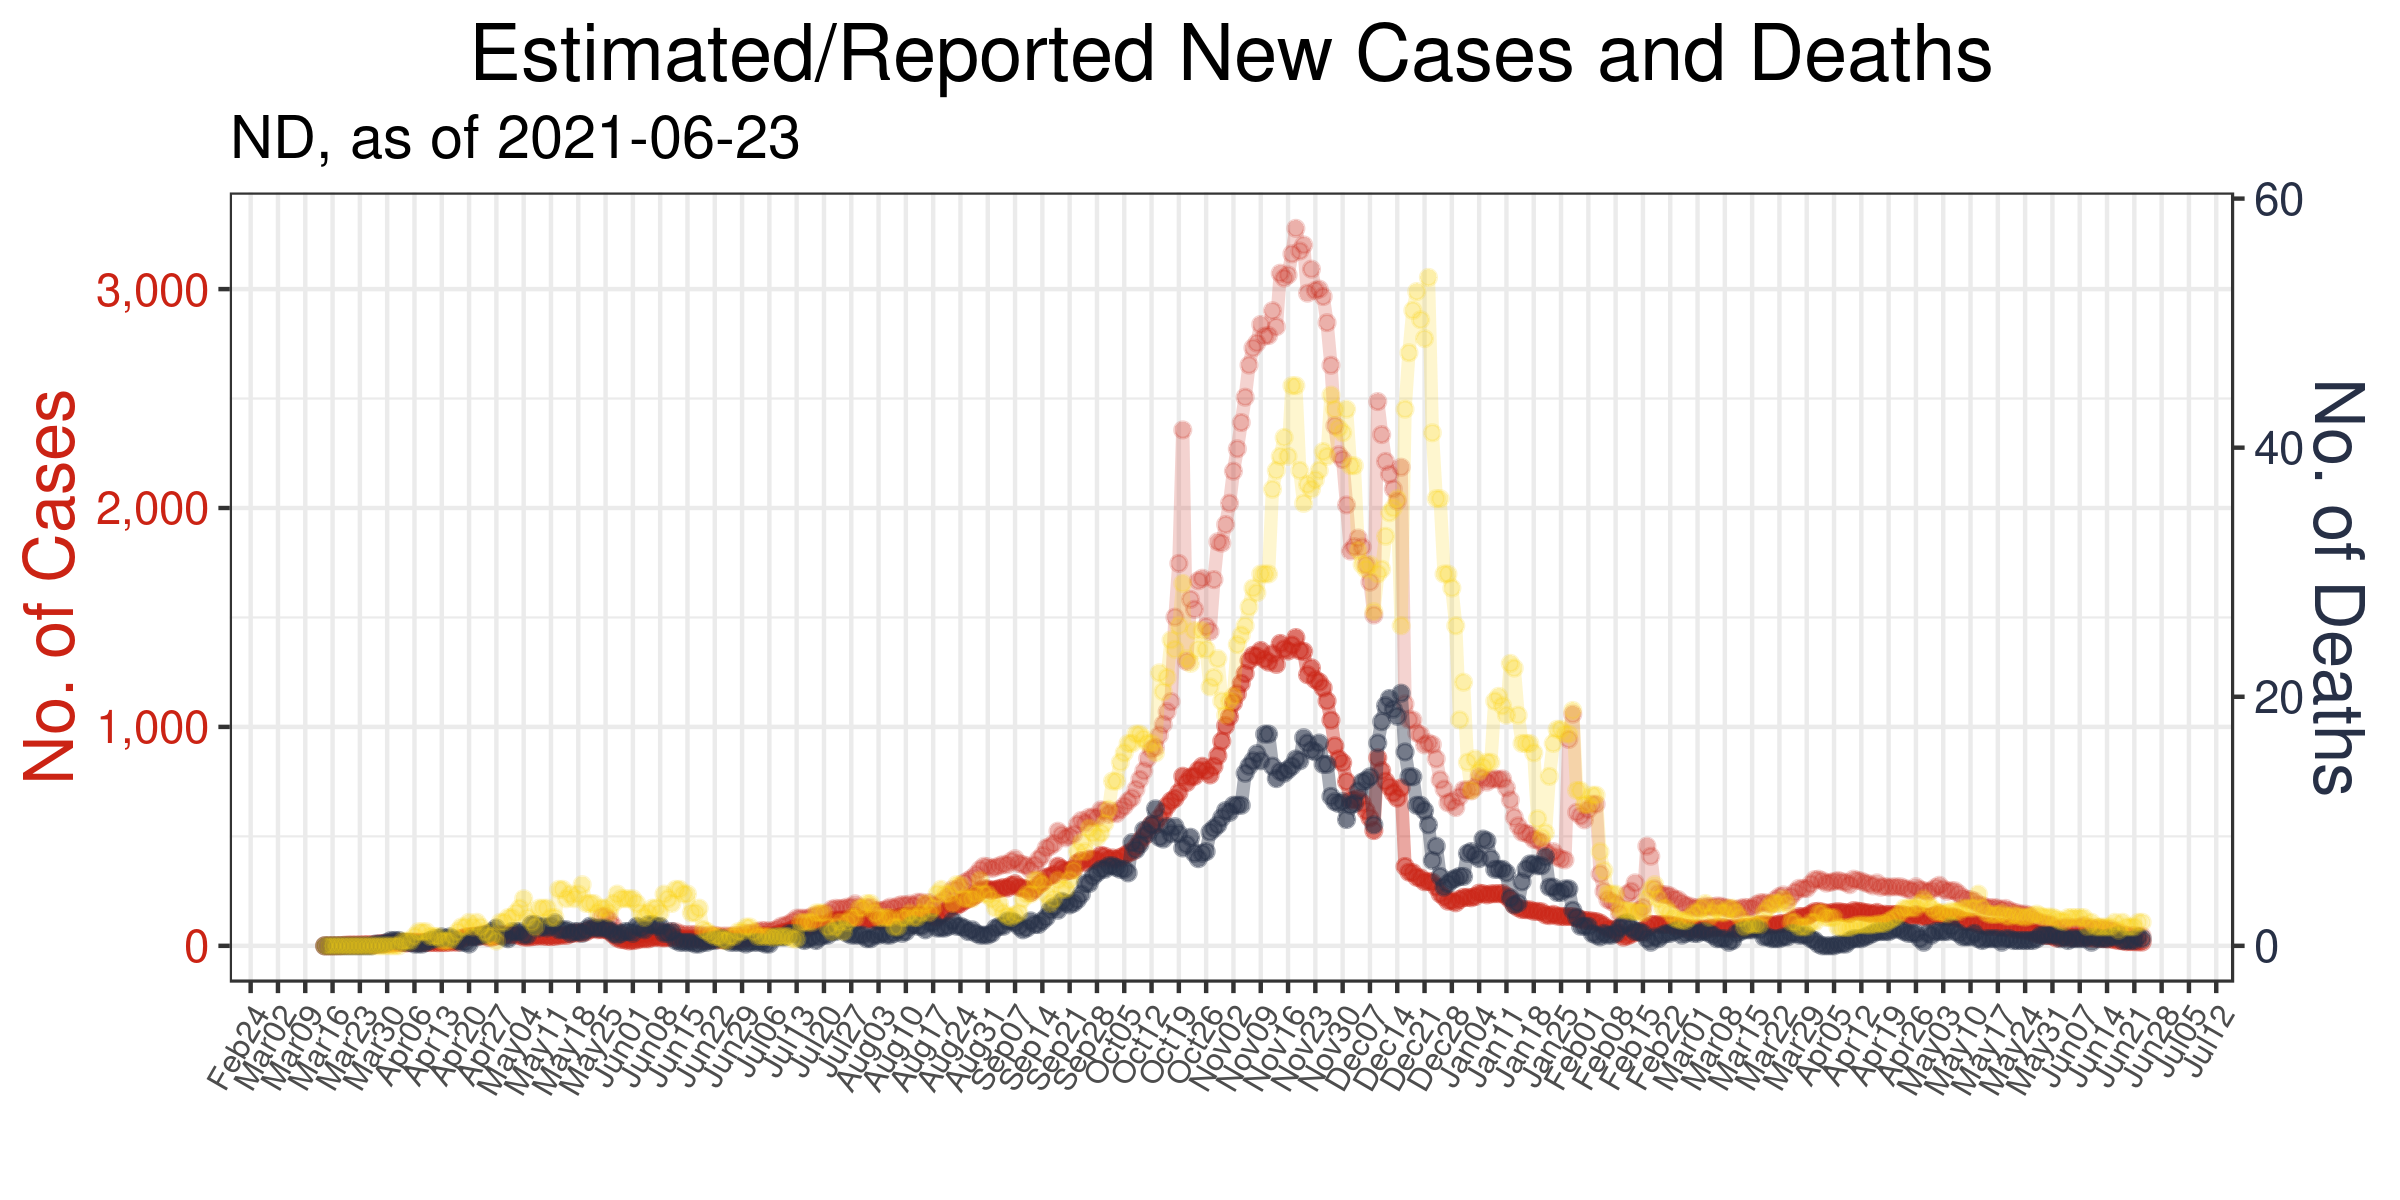 Estimated/Reported New Cases and Deaths
ND, as of 2021-06-23
No. of Cases
3,000
2,000
1,000
0
60
40
20
0
No. of Deaths
Feb24
Mar02
Mar09
Mar16
Mar23
Mar30
Apr06
Apr13
Apr20
Apr27
May04
May11
May18
May25
Jun01
Jun08
Jun15
Jun22
Jun29
Jul06
Jul13
Jul20
Jul27
Aug03
Aug10
Aug17
Aug24
Aug31
Sep07
Sep14
Sep21
Sep28
Oct05
Oct12
Oct19
Oct26
Nov02
Nov09
Nov16
Nov23
Nov30
Dec07
Dec14
Dec21
Dec28
Jan04
Jan11
Jan18
Jan25
Feb01
Feb08
Feb15
Feb22
Mar01
Mar08
Mar15
Mar22
Mar29
Apr05
Apr12
Apr19
Apr26
May03
May10
May17
May24
May31
Jun07
Jun14
Jun21
Jun28
Jul05
Jul12